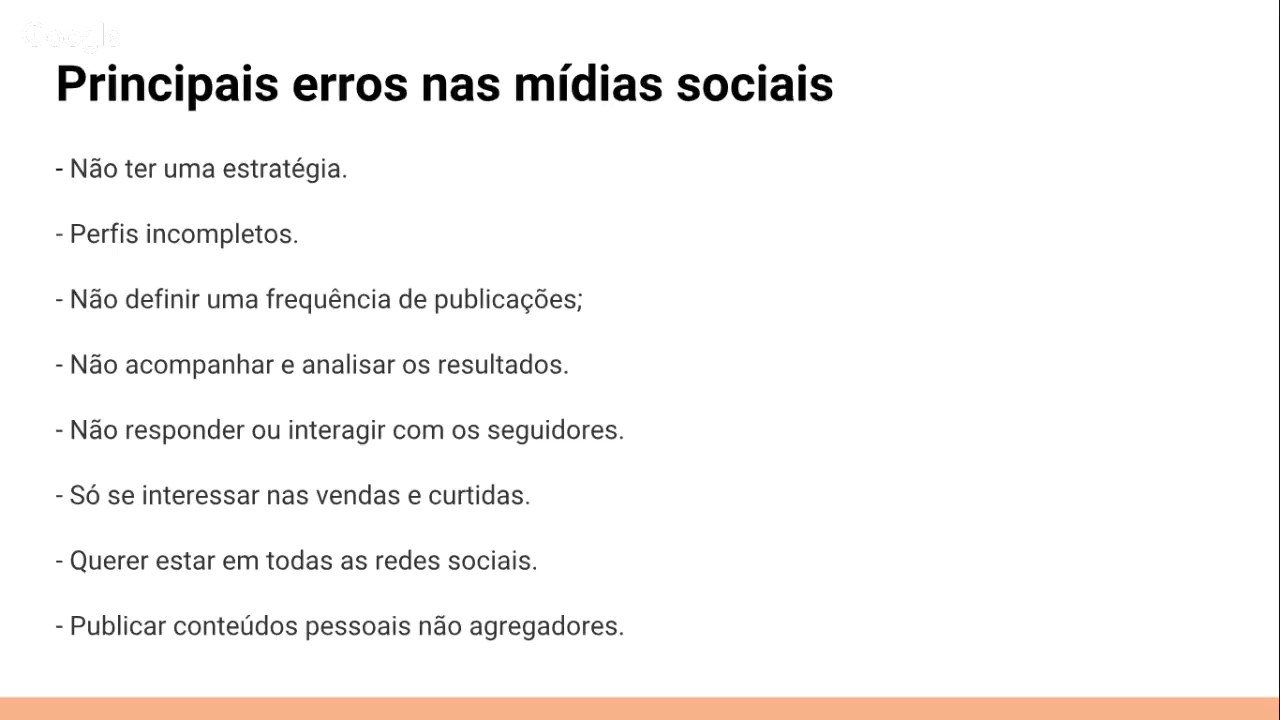 Google
Principais erros nas mídias sociais
- Não ter uma estratégia.
- Perfis incompletos.
- Não definir uma frequência de publicações;
- Não acompanhar e analisar os resultados.
- Não responder ou interagir com os seguidores.
- Só se interessar nas vendas e curtidas.
- Querer estar em todas as redes sociais.
- Publicar conteúdos pessoais não agregadores.